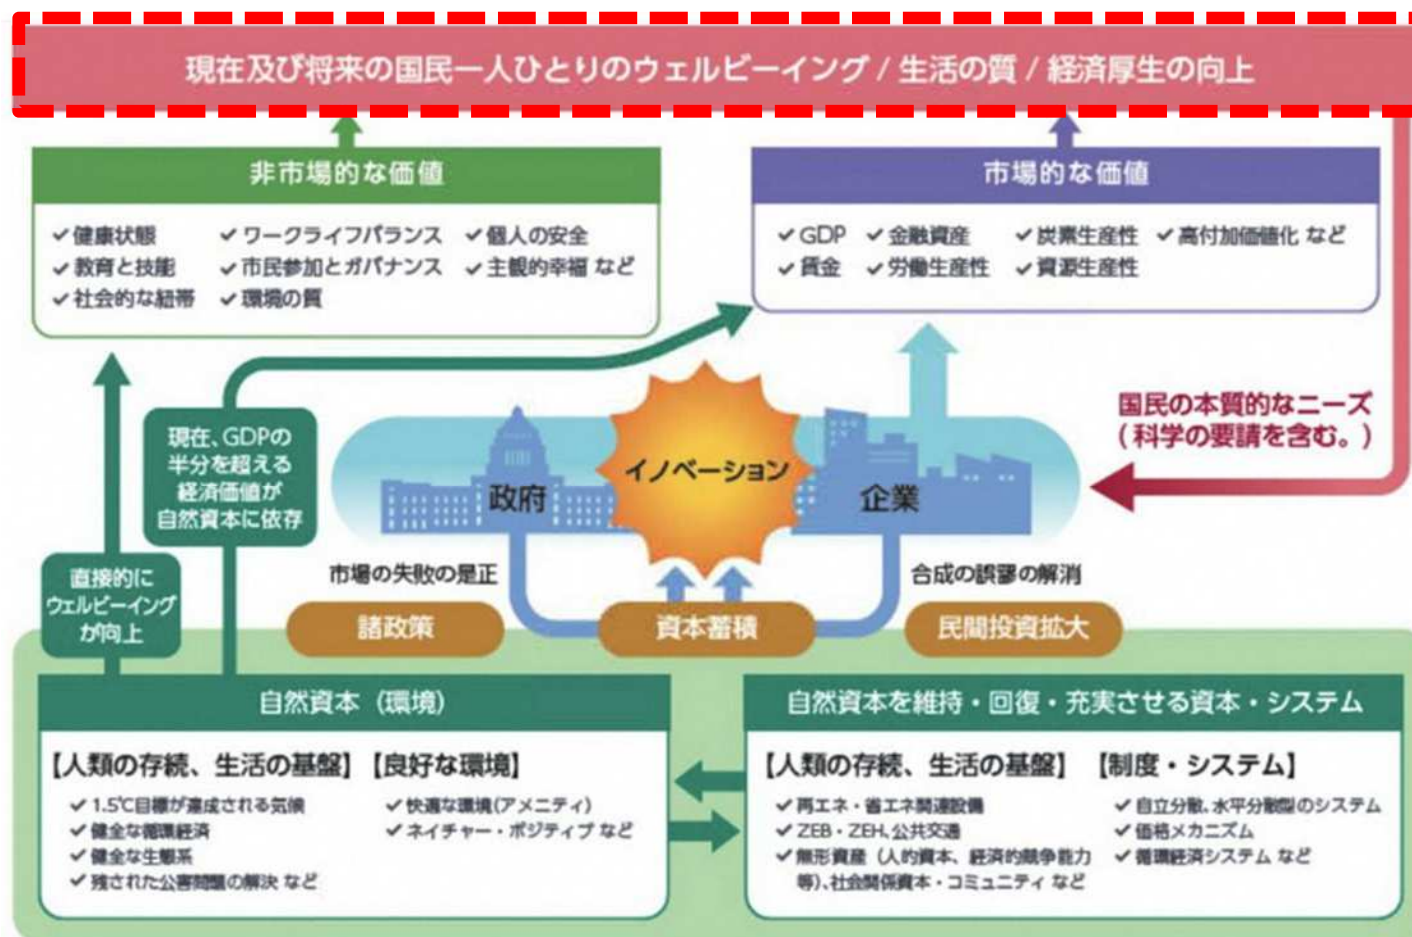 現在及び将来の国民一人ひとりのウェルビーイング / 生活の質 / 経済厚生の向上
非市場的な価値
✓健康状態 ✓ワークライフバランス ✓個人の安全
✓教育と技能 ✓市民参加とガバナンス ✓主観的幸福 など
✓社会的な紐帯 ✓環境の質
市場的な価値
✓GDP ✓金融資産 ✓炭素生産性 ✓高付加価値化 など
✓賃金 ✓労働生産性 ✓資源生産性
国民の本質的なニーズ
(科学の要請を含む。)
現在、GDPの
半分を超える
経済価値が
自然資本に依存
直接的に
ウェルビーイング
が向上
政府
イノベーション
企業
市場の失敗の是正
合成の誤謬の解消
諸政策
資本蓄積
民間投資拡大
自然資本（環境）
【人類の存続、生活の基盤】【良好な環境】
✓1.5℃目標が達成される気候
✓健全な循環経済
✓健全な生態系
✓残された公害問題の解決 など
✓快適な環境(アメニティ)
✓ネイチャー・ポジティブ など
自然資本を維持・回復・充実させる資本・システム
【人類の存続、生活の基盤】 【制度・システム】
✓再エネ・省エネ関連設備
✓ZEB・ZEH、公共交通
✓無形資産（人的資本、経済的競争能力
等）、社会関係資本・コミュニティ など
✓自立分散、水平分散型のシステム
✓価格メカニズム
✓循環経済システム など